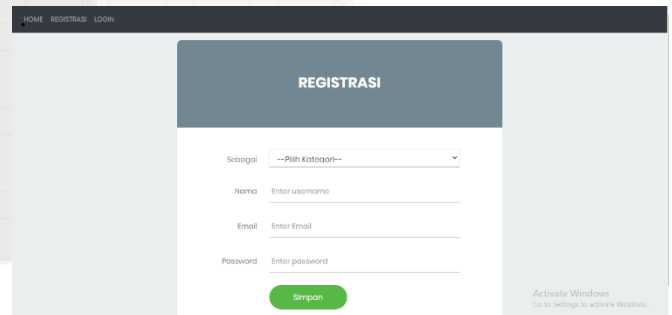 HOME REGISTRASI LOGIN
REGISTRASI
Sebagai --Pilih Kategori--
Nama Enter username
Email Enter Email
Password Enter password
Simpan
Activate Windows
Go to Settings to activate Windows.